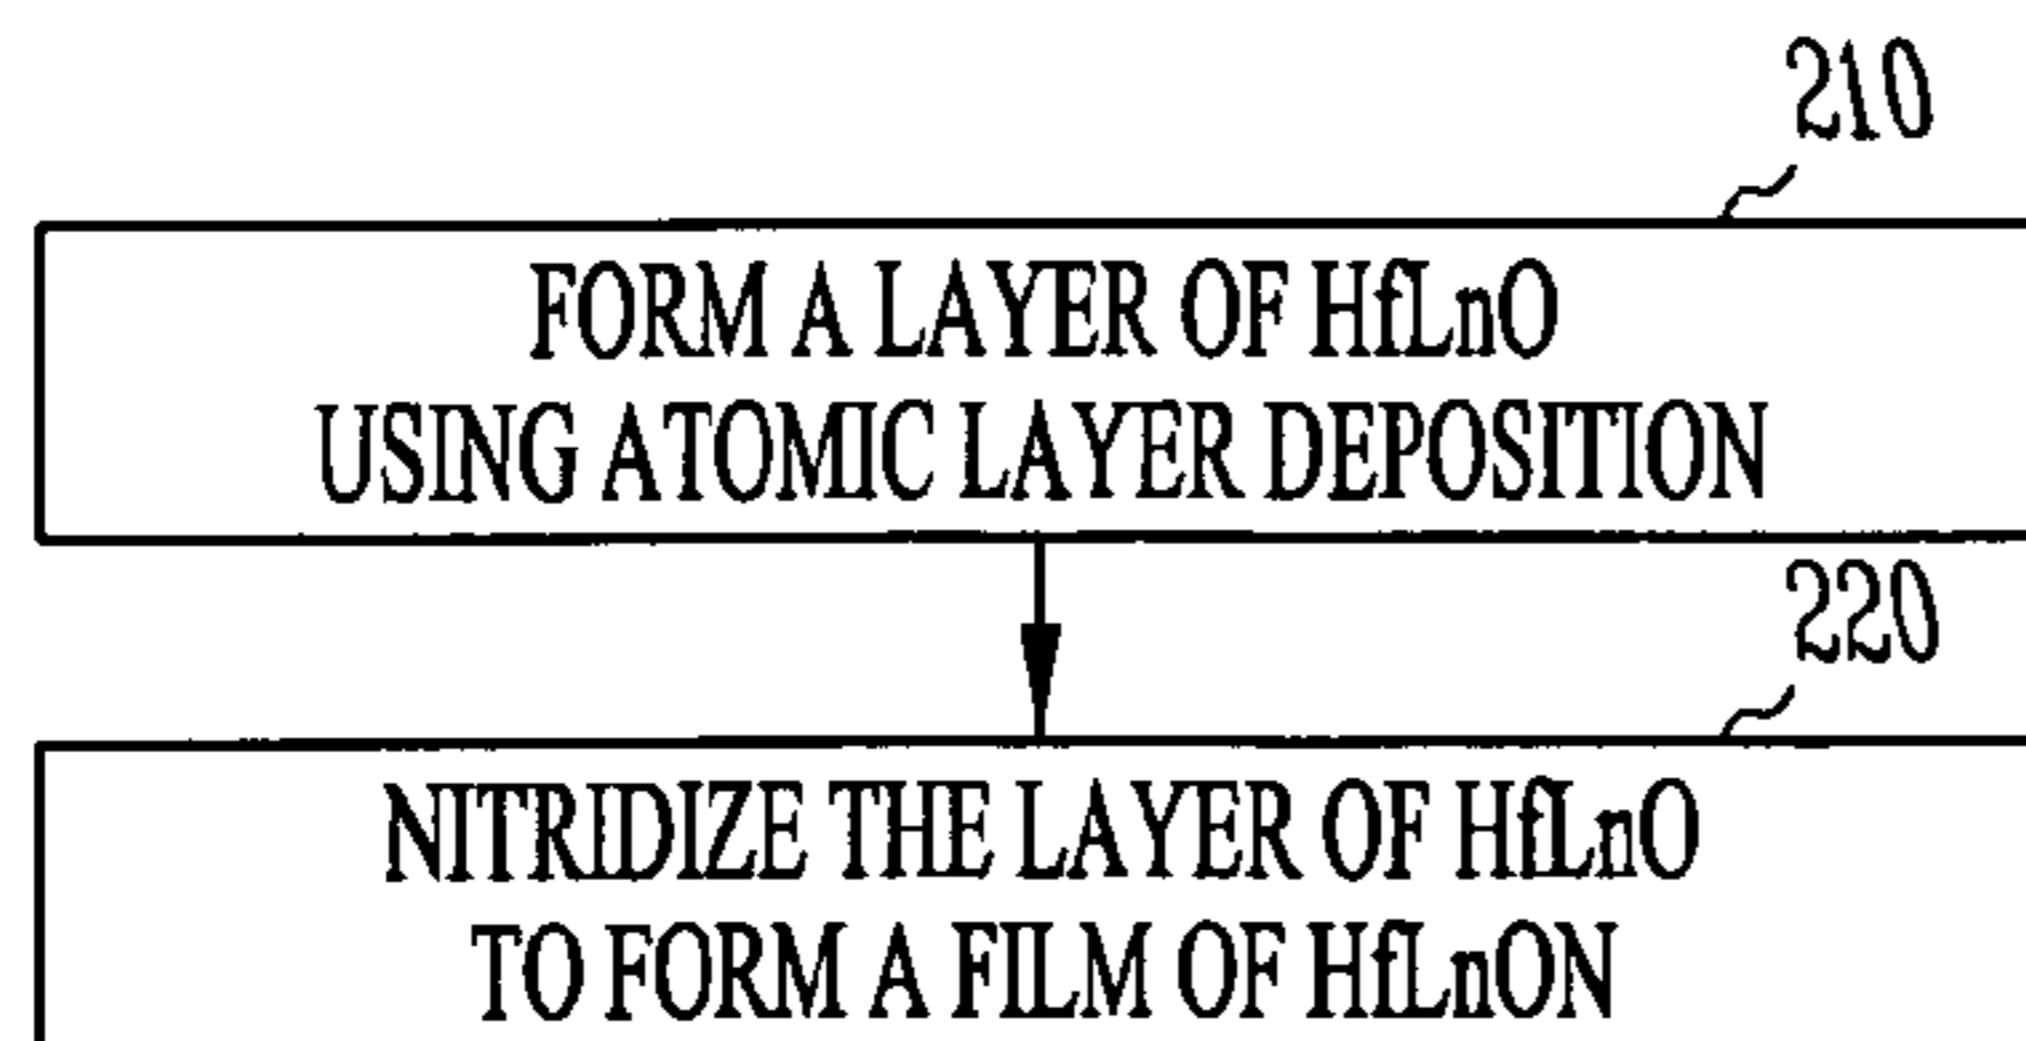 210
FORM A LAYER OF HfLnO
USING ATOMIC LAYER DEPOSITION
220
NITRIDIZE THE LAYER OF HfLnO
TO FORM A FILM OF HfLnON